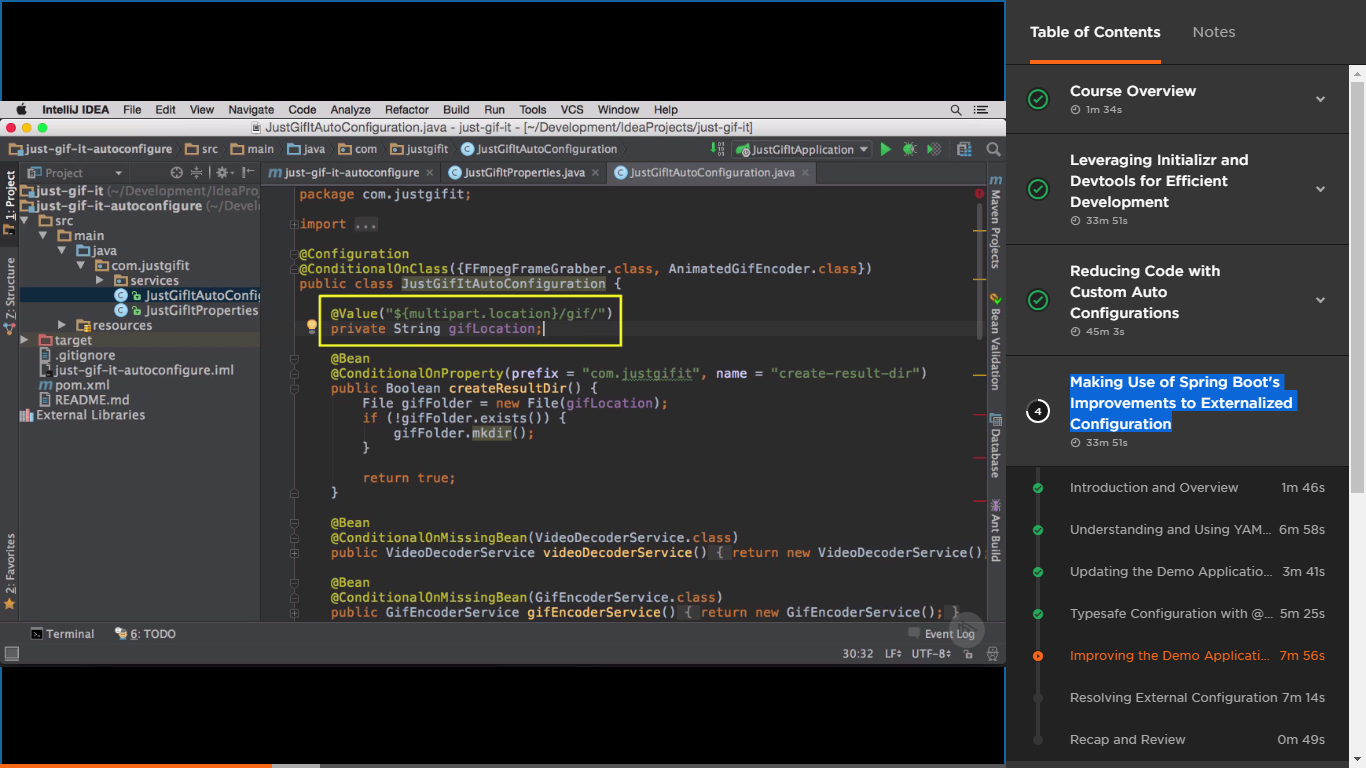 Table of Contents
Notes
Course Overview
1m 34s
Leveraging Initializr and
Devtools for Efficient
Development
33m 51s
Reducing Code with
Custom Auto
Configurations
45m 3s
4
Making Use of Spring Boot's
Improvements to Externalized
Configuration
33m 51s
Introduction and Overview 1m 46s
Understanding and Using YAM... 6m 58s
Updating the Demo Applicatio... 3m 41s
Typesafe Configuration with @... 5m 25s
Improving the Demo Applicati... 7m 56s
Resolving External Configuration 7m 14s
Recap and Review 0m 49s
IntelliJ IDEA File Edit View Navigate Code Analyze Refactor Build Run Tools VCS Window Help
JustGifItAutoConfiguration.java - just-gif-it - [~/Development/IdeaProjects/just-gif-it]
just-gif-it-autoconfigure src main java com justgifit JustGifItAutoConfiguration JustGifItApplication
Project
just-gif-it-autoconfigure JustGifItProperties.java JustGifItAutoConfiguration.java
1: Project
Z: Structure
2: Favorites
just-gif-it (~/Development/IdeaPro
just-gif-it-autoconfigure (~/Devel
src
main
java
com.justgifit
services
JustGifItAutoConfig
JustGifItProperties
resources
target
.gitignore
just-gif-it-autoconfigure.iml
pom.xml
README.md
External Libraries
package com.justgifit;
import ...
@Configuration
@ConditionalOnClass({FFmpegFrameGrabber.class, AnimatedGifEncoder.class})
public class JustGifItAutoConfiguration {
@Value("${multipart.location}/gif/")
private String gifLocation;
@Bean
@ConditionalOnProperty(prefix = "com.justgifit", name = "create-result-dir")
public Boolean createResultDir() {
File gifFolder = new File(gifLocation);
if (!gifFolder.exists()) {
gifFolder.mkdir();
}
return true;
}
@Bean
@ConditionalOnMissingBean(VideoDecoderService.class)
public VideoDecoderService videoDecoderService() { return new VideoDecoderService();
@Bean
@ConditionalOnMissingBean(GifEncoderService.class)
public GifEncoderService gifEncoderService() { return new GifEncoderService(); }
Maven Projects
Bean Validation
Database
Ant Build
Terminal 6: TODO Event Log
30:32 LF UTF-8